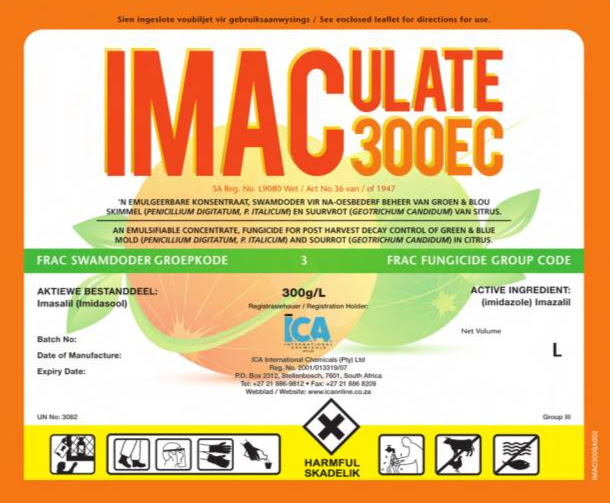 Sien ingeslote voubiljet vir gebruiksaanwysings / See enclosed leaflet for directions for use.
IMACULATE
300EC
SA Reg. No. L9080 Wet / Act No.36 van / of 1947
'N EMULGEERBARE KONSENTRAAT, SWAMDODER VIR NA-OESBEDERF BEHEER VAN GROEN & BLOU
SKIMMEL (PENICILLIUM DIGITATUM, P. ITALICUM) EN SUURVROT (GEOTRICHUM CANDIDUM) VAN SITRUS.
AN EMULSIFIABLE CONCENTRATE, FUNGICIDE FOR POST HARVEST DECAY CONTROL OF GREEN & BLUE
MOLD (PENICILLIUM DIGITATUM, P. ITALICUM) AND SOURROT (GEOTRICHUM CANDIDUM) IN CITRUS.
FRAC SWAMDODER GROEPKODE 3 FRAC FUNGICIDE GROUP CODE
AKTIEWE BESTANDDEEL: 300g/L ACTIVE INGREDIENT:
Imasalil (Imidasool) (imidazole) Imazalil
Registrasiehouer / Registration Holder:
ICA
INTERNATIONAL
CHEMICALS
Net Volume
L
Batch No:
Date of Manufacture:
Expiry Date:
ICA International Chemicals (Pty) Ltd
Reg. No. 2001/013319/07
P.O. Box 2312, Stellenbosch, 7601, South Africa
Tel: +27 21 886-9812 • Fax: +27 21 886 8209
Webblad / Website: www.icaonline.co.za
UN No: 3082 Group III
HARMFUL
SKADELIK
IMAC300SA002